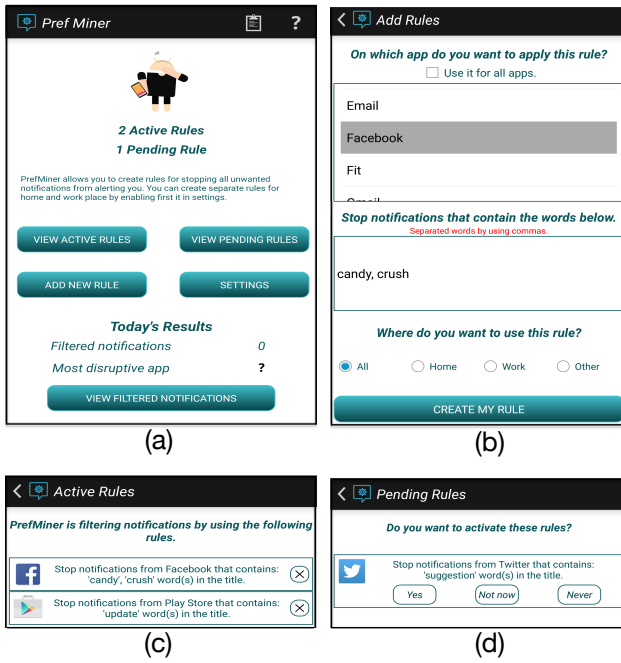 Pref Miner
?
2 Active Rules
1 Pending Rule
PrefMiner allows you to create rules for stopping all unwanted
notifications from alerting you. You can create separate rules for
home and work place by enabling first it in settings.
VIEW ACTIVE RULES
VIEW PENDING RULES
ADD NEW RULE
SETTINGS
Today's Results
Filtered notifications 0
Most disruptive app ?
VIEW FILTERED NOTIFICATIONS
(a)
Add Rules
On which app do you want to apply this rule?
Use it for all apps.
Email
Facebook
Fit
Stop notifications that contain the words below.
Separated words by using commas.
candy, crush
Where do you want to use this rule?
All Home Work Other
CREATE MY RULE
(b)
Active Rules
PrefMiner is filtering notifications by using the following
rules.
Stop notifications from Facebook that contains:
'candy', 'crush' word(s) in the title.
Stop notifications from Play Store that contains:
'update' word(s) in the title.
(c)
Pending Rules
Do you want to activate these rules?
Stop notifications from Twitter that contains:
'suggestion' word(s) in the title.
Yes Not now Never
(d)